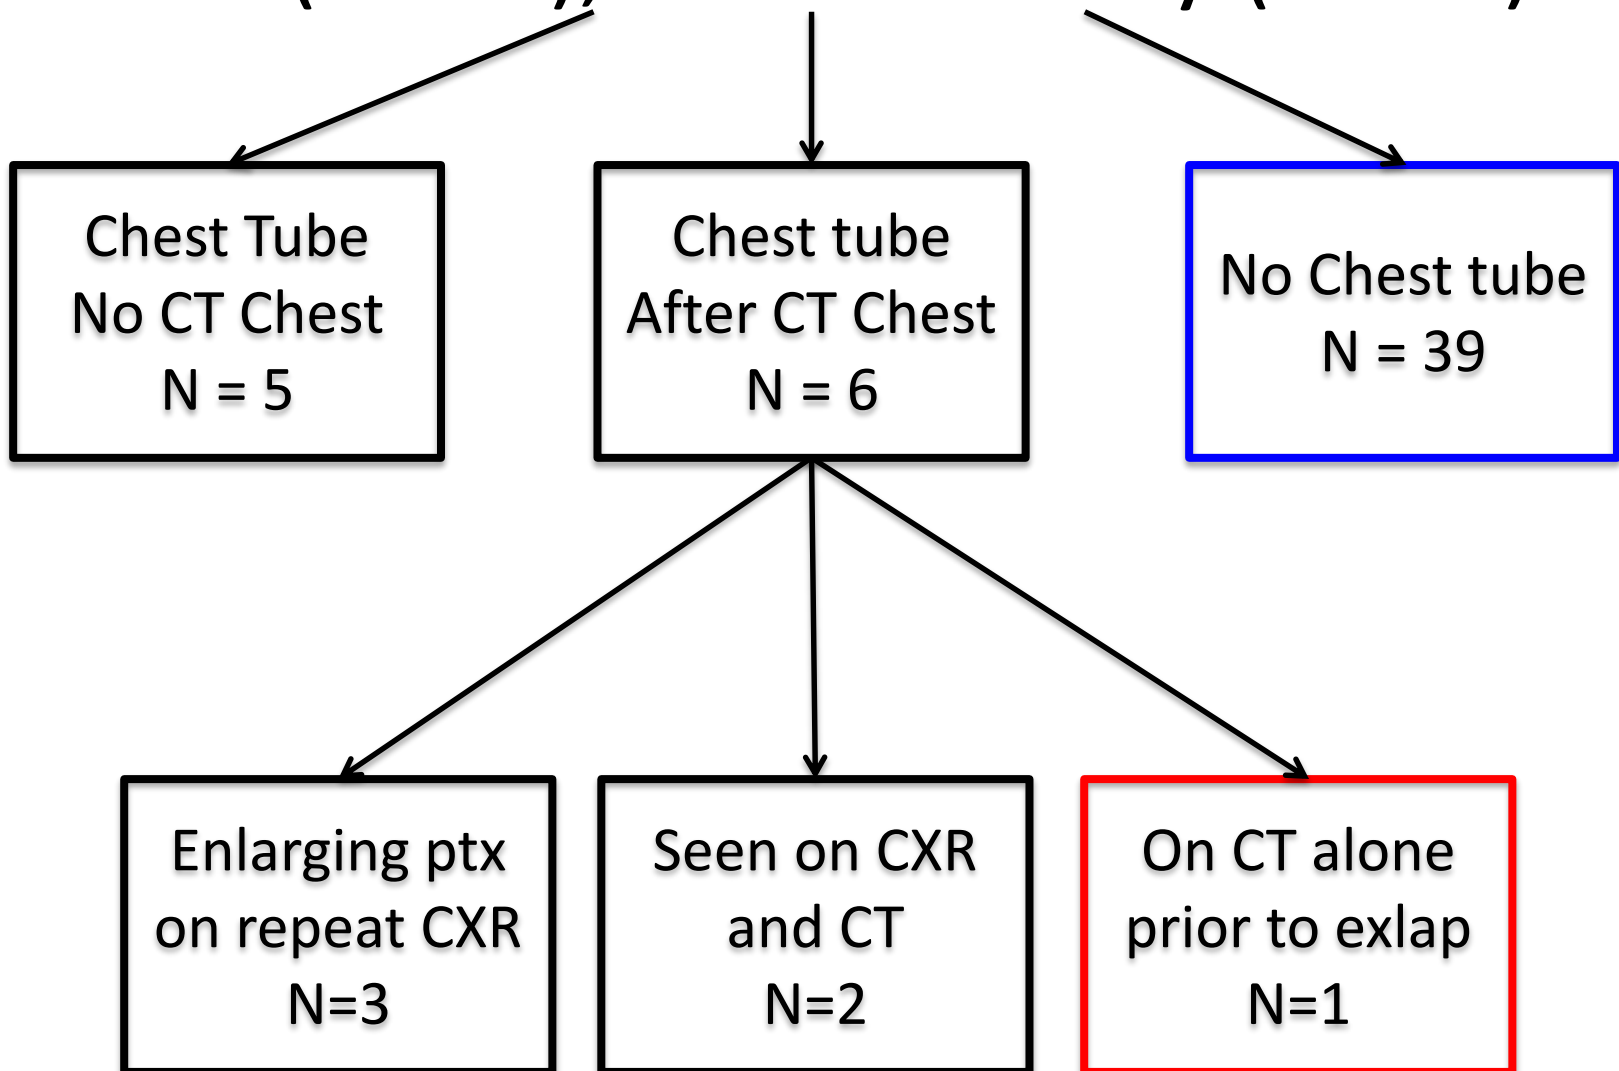 Chest Tube
No CT Chest
N = 5
Chest tube
After CT Chest
N = 6
No Chest tube
N = 39
Enlarging ptx
on repeat CXR
N=3
Seen on CXR
and CT
N=2
On CT alone
prior to exlap
N=1